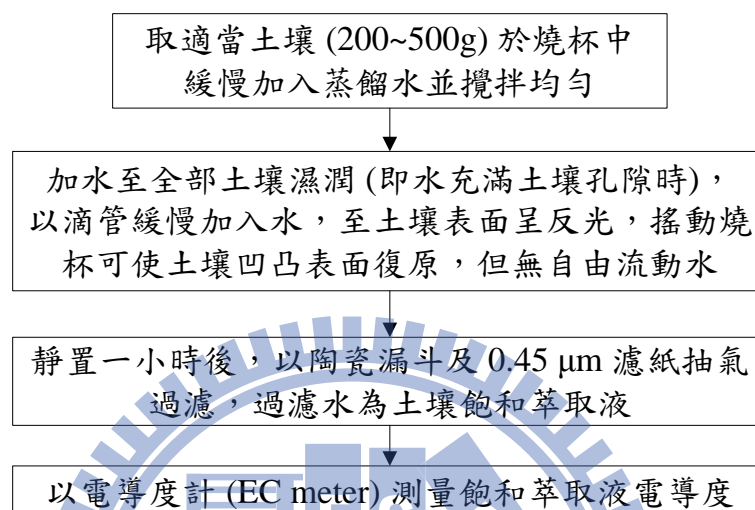 取適當土壤 (200~500g) 於燒杯中
緩慢加入蒸餾水並攪拌均勻
加水至全部土壤濕潤 (即水充滿土壤孔隙時)，
以滴管緩慢加入水，至土壤表面呈反光，搖動燒
杯可使土壤凹凸表面復原，但無自由流動水
靜置一小時後，以陶瓷漏斗及 0.45 μm 濾紙抽氣
過濾，過濾水為土壤飽和萃取液
以電導度計 (EC meter) 測量飽和萃取液電導度